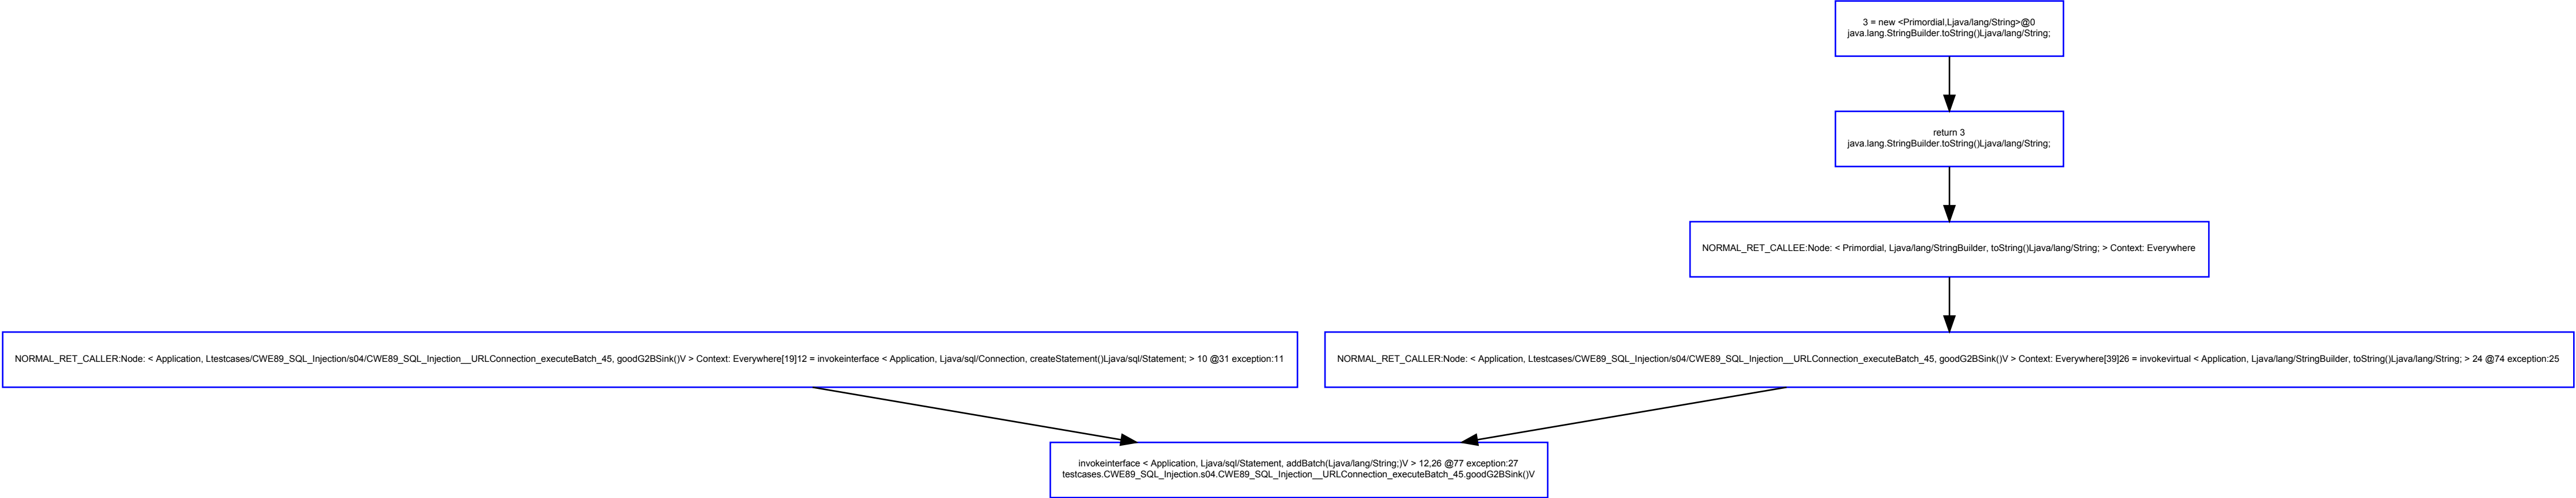 3 = new <Primordial,Ljava/lang/String>@0
java.lang.StringBuilder.toString()Ljava/lang/String;
return 3
java.lang.StringBuilder.toString()Ljava/lang/String;
NORMAL_RET_CALLEE:Node: < Primordial, Ljava/lang/StringBuilder, toString()Ljava/lang/String; > Context: Everywhere
NORMAL_RET_CALLER:Node: < Application, Ltestcases/CWE89_SQL_Injection/s04/CWE89_SQL_Injection__URLConnection_executeBatch_45, goodG2BSink()V > Context: Everywhere[19]12 = invokeinterface < Application, Ljava/sql/Connection, createStatement()Ljava/sql/Statement; > 10 @31 exception:11
NORMAL_RET_CALLER:Node: < Application, Ltestcases/CWE89_SQL_Injection/s04/CWE89_SQL_Injection__URLConnection_executeBatch_45, goodG2BSink()V > Context: Everywhere[39]26 = invokevirtual < Application, Ljava/lang/StringBuilder, toString()Ljava/lang/String; > 24 @74 exception:25
invokeinterface < Application, Ljava/sql/Statement, addBatch(Ljava/lang/String;)V > 12,26 @77 exception:27
testcases.CWE89_SQL_Injection.s04.CWE89_SQL_Injection__URLConnection_executeBatch_45.goodG2BSink()V